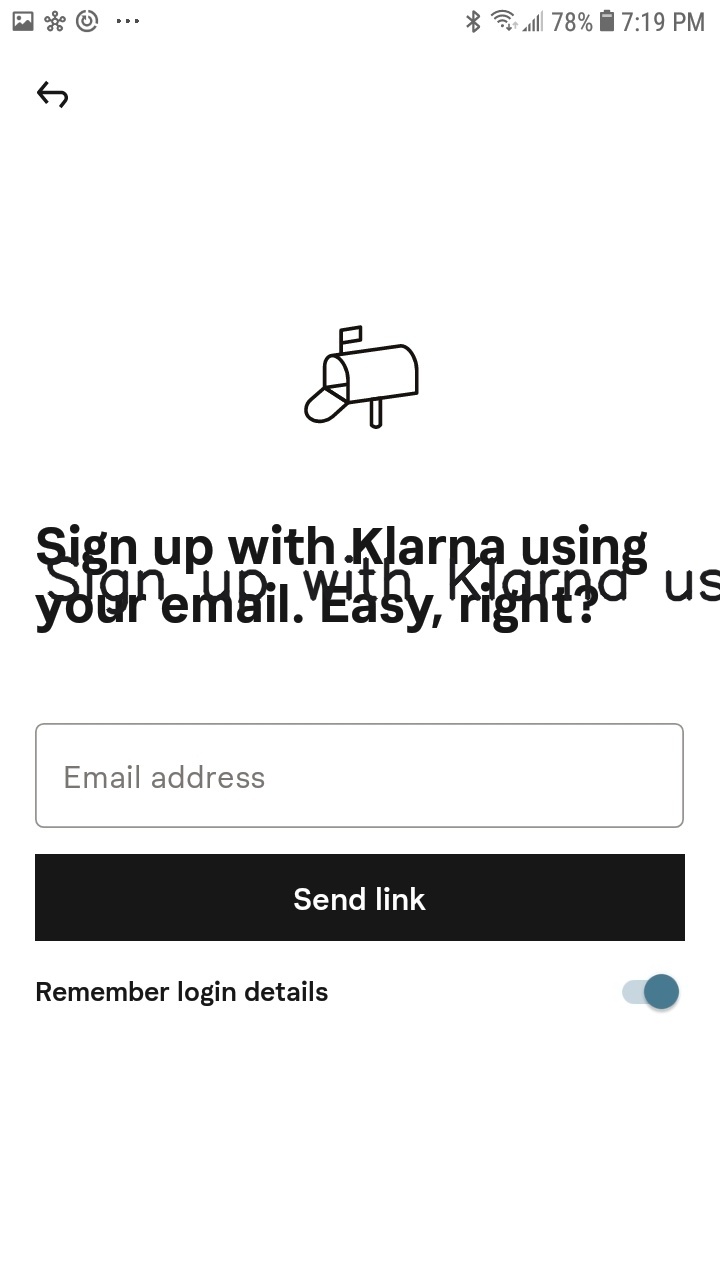 78% 7:19 PM
Sign up with Klarna using
Sign up with Klarna us
your email. Easy, right?
Email address
Send link
Remember login details